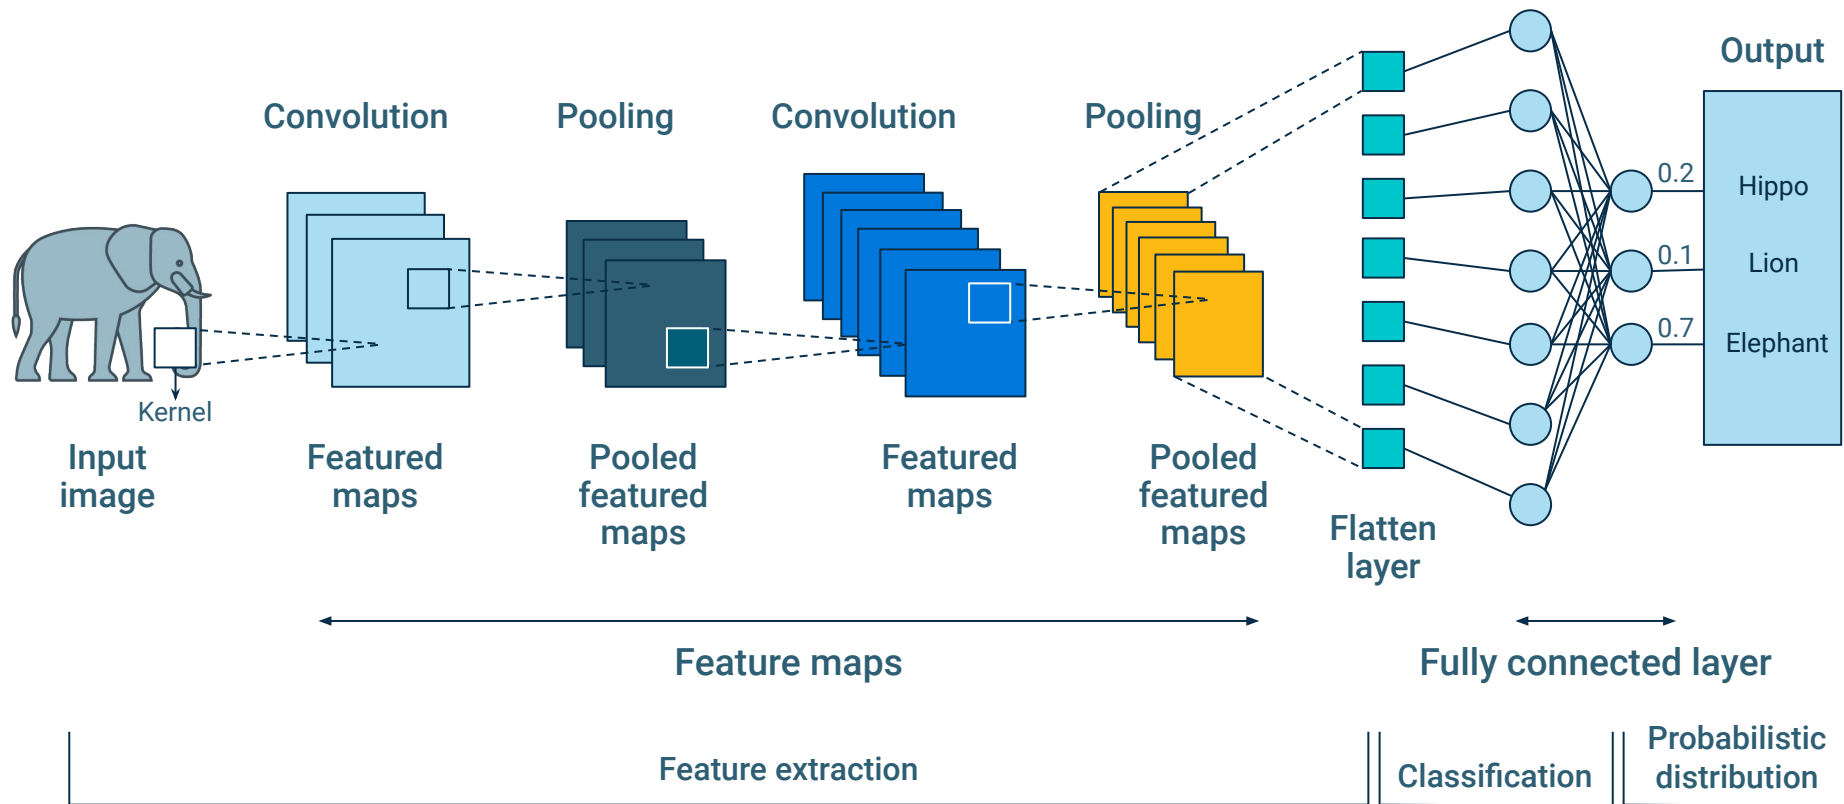 Output
Convolution
Pooling
Convolution
Pooling
0.2
Hippo
0.1
Lion
0.7
Elephant
Kernel
Input
image
Featured
maps
Pooled
featured
maps
Featured
maps
Pooled
featured
maps
Flatten
layer
Feature maps
Fully connected layer
Feature extraction
Classification
Probabilistic
distribution